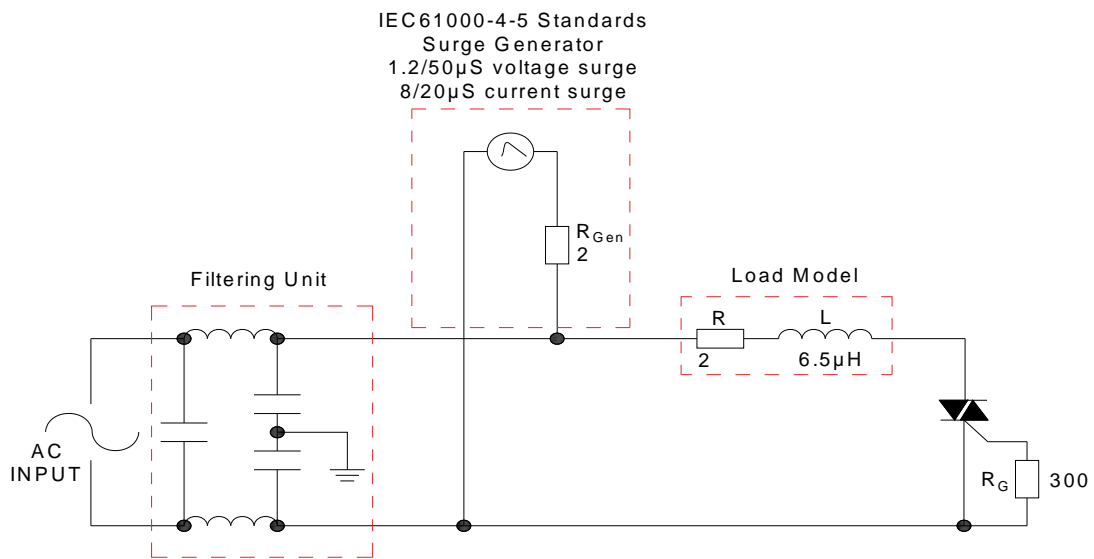 IEC61000-4-5 Standards
Surge Generator
1.2/50µS voltage surge
8/20µS current surge
RGen
2
Filtering Unit
Load Model
R
L
2
6.5µH
AC
INPUT
RG
300